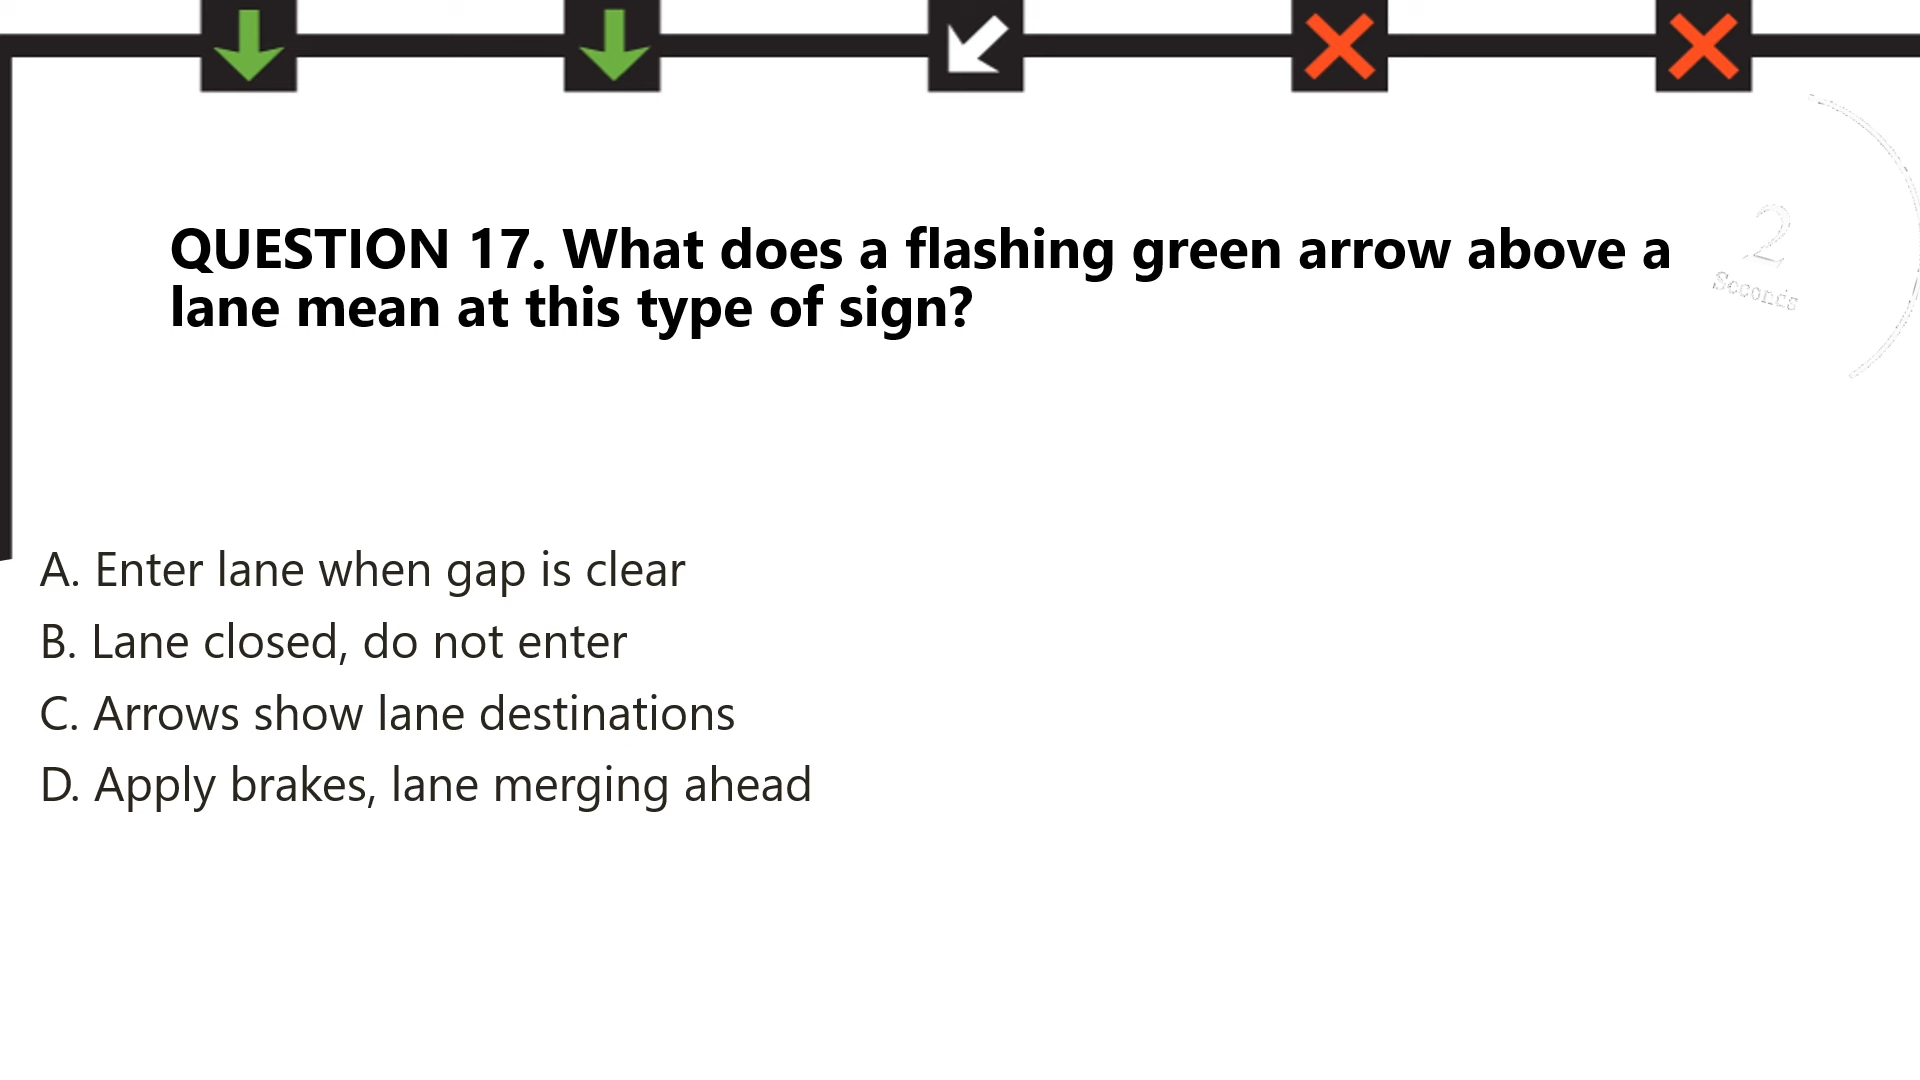 QUESTION 17. What does a flashing green arrow above a
lane mean at this type of sign?
2
Seconds
A. Enter lane when gap is clear
B. Lane closed, do not enter
C. Arrows show lane destinations
D. Apply brakes, lane merging ahead